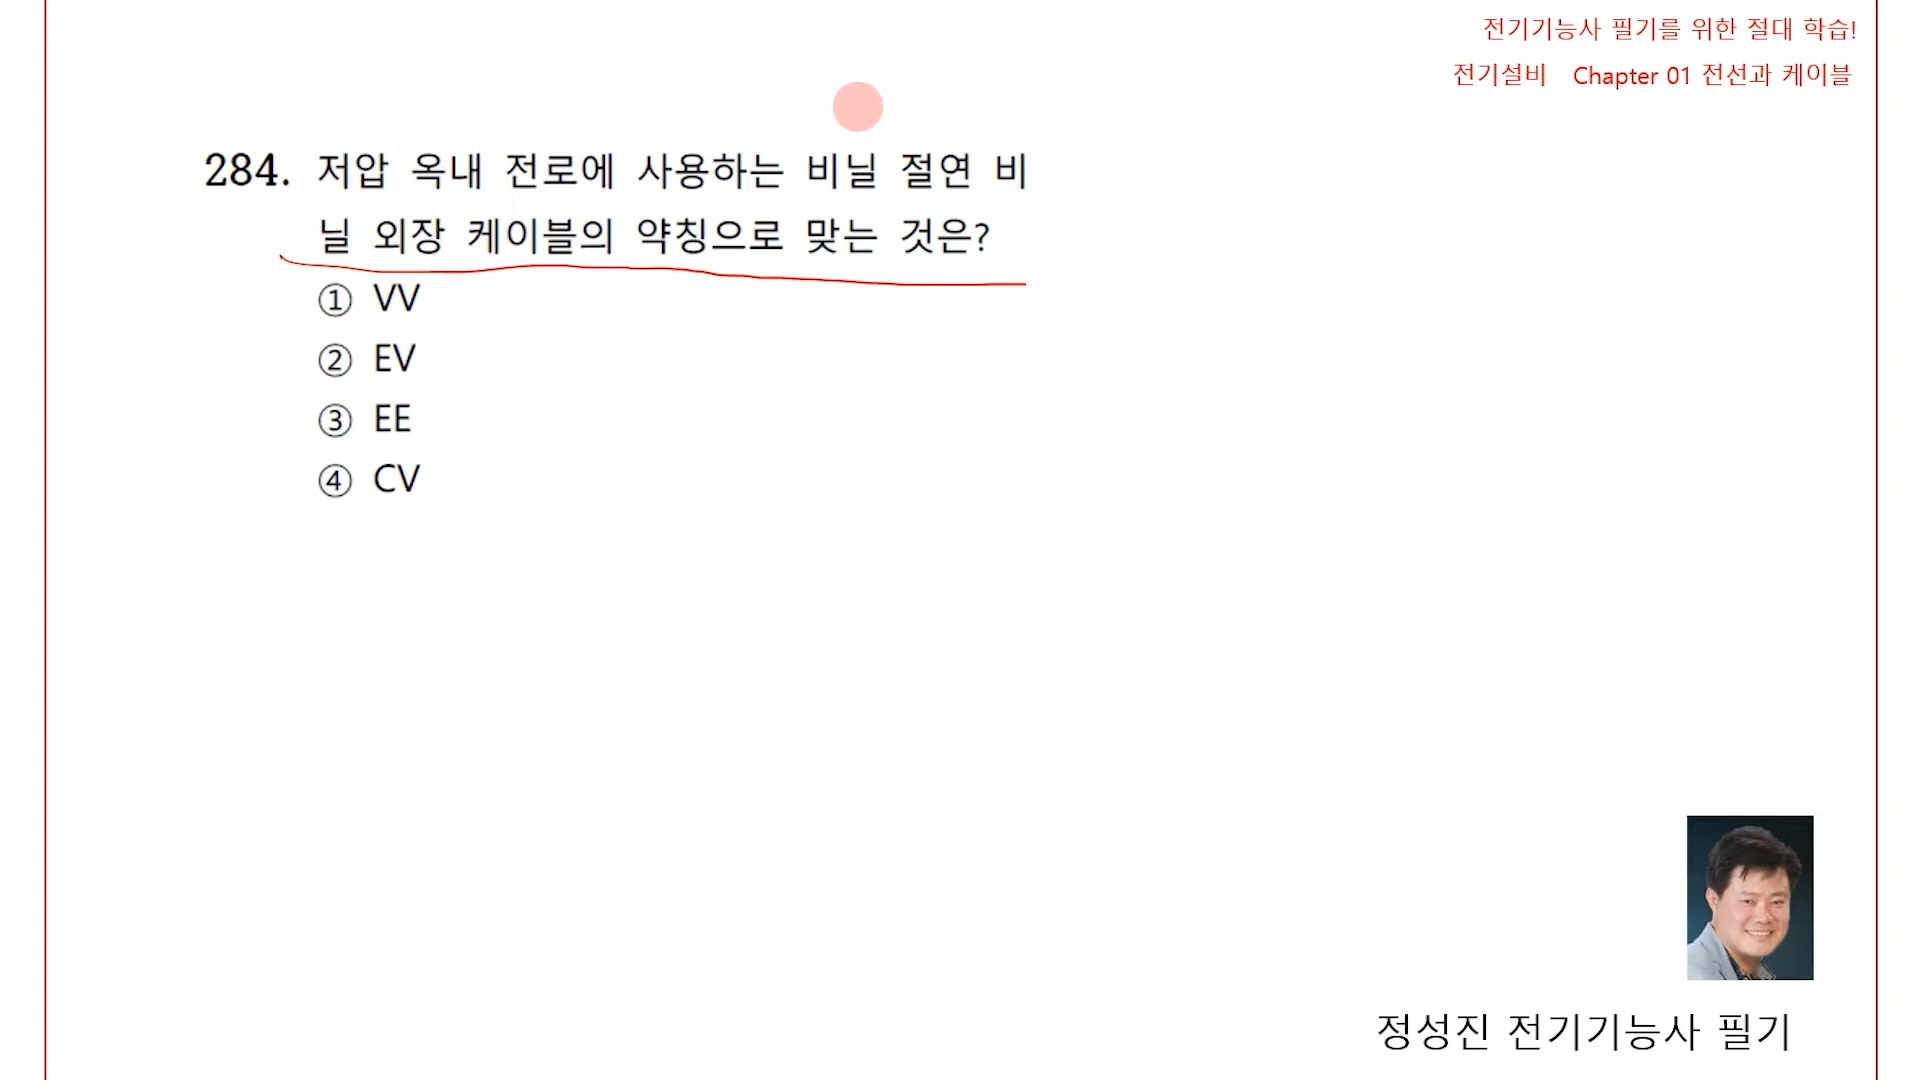 전기기능사 필기를 위한 절대 학습!
전기설비 Chapter 01 전선과 케이블
284. 저압 옥내 전로에 사용하는 비닐 절연 비
닐 외장 케이블의 약칭으로 맞는 것은?
① VV
② EV
③ EE
④ CV
정성진 전기기능사 필기